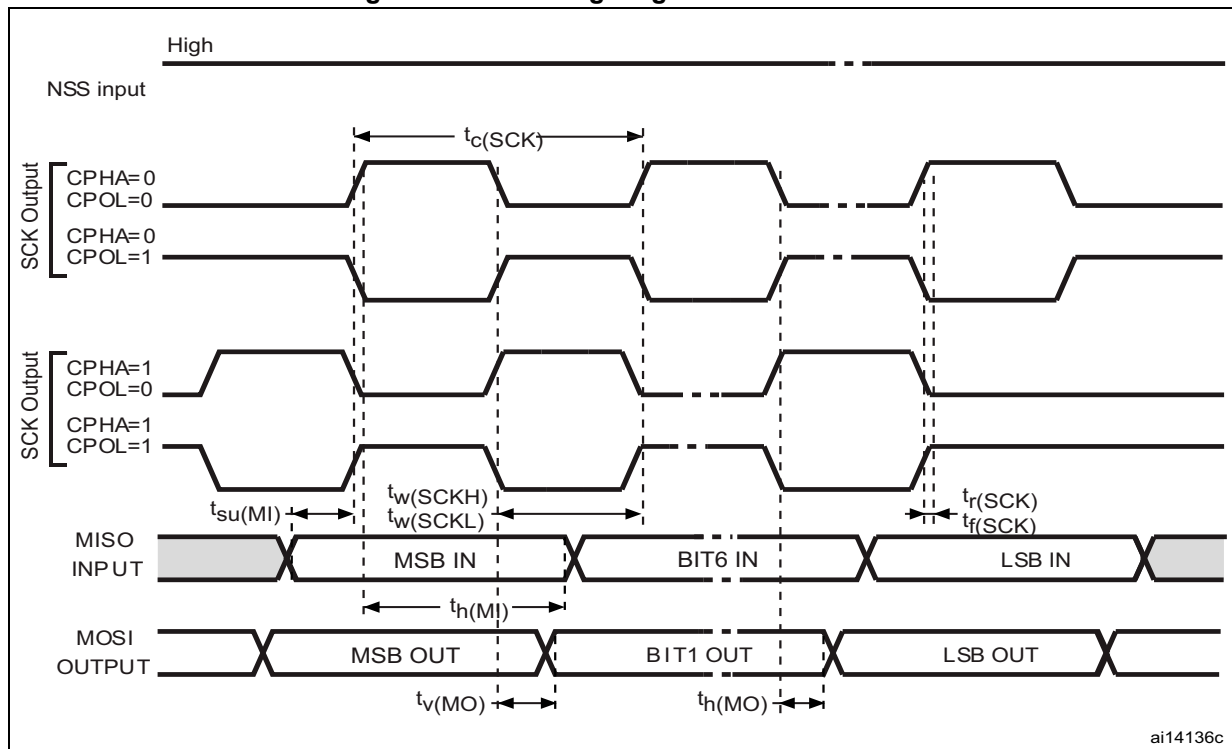 High
NSS input
tc(SCK)
SCK Output
CPHA=0
CPOL=0
CPHA=0
CPOL=1
SCK Output
CPHA=1
CPOL=0
CPHA=1
CPOL=1
tsu(MI)
tw(SCKH)
tw(SCKL)
tr(SCK)
tf(SCK)
MISO
INPUT
MSB IN
BIT6 IN
LSB IN
th(MI)
MOSI
OUTPUT
MSB OUT
BIT1 OUT
LSB OUT
tv(MO)
th(MO)
ai14136c